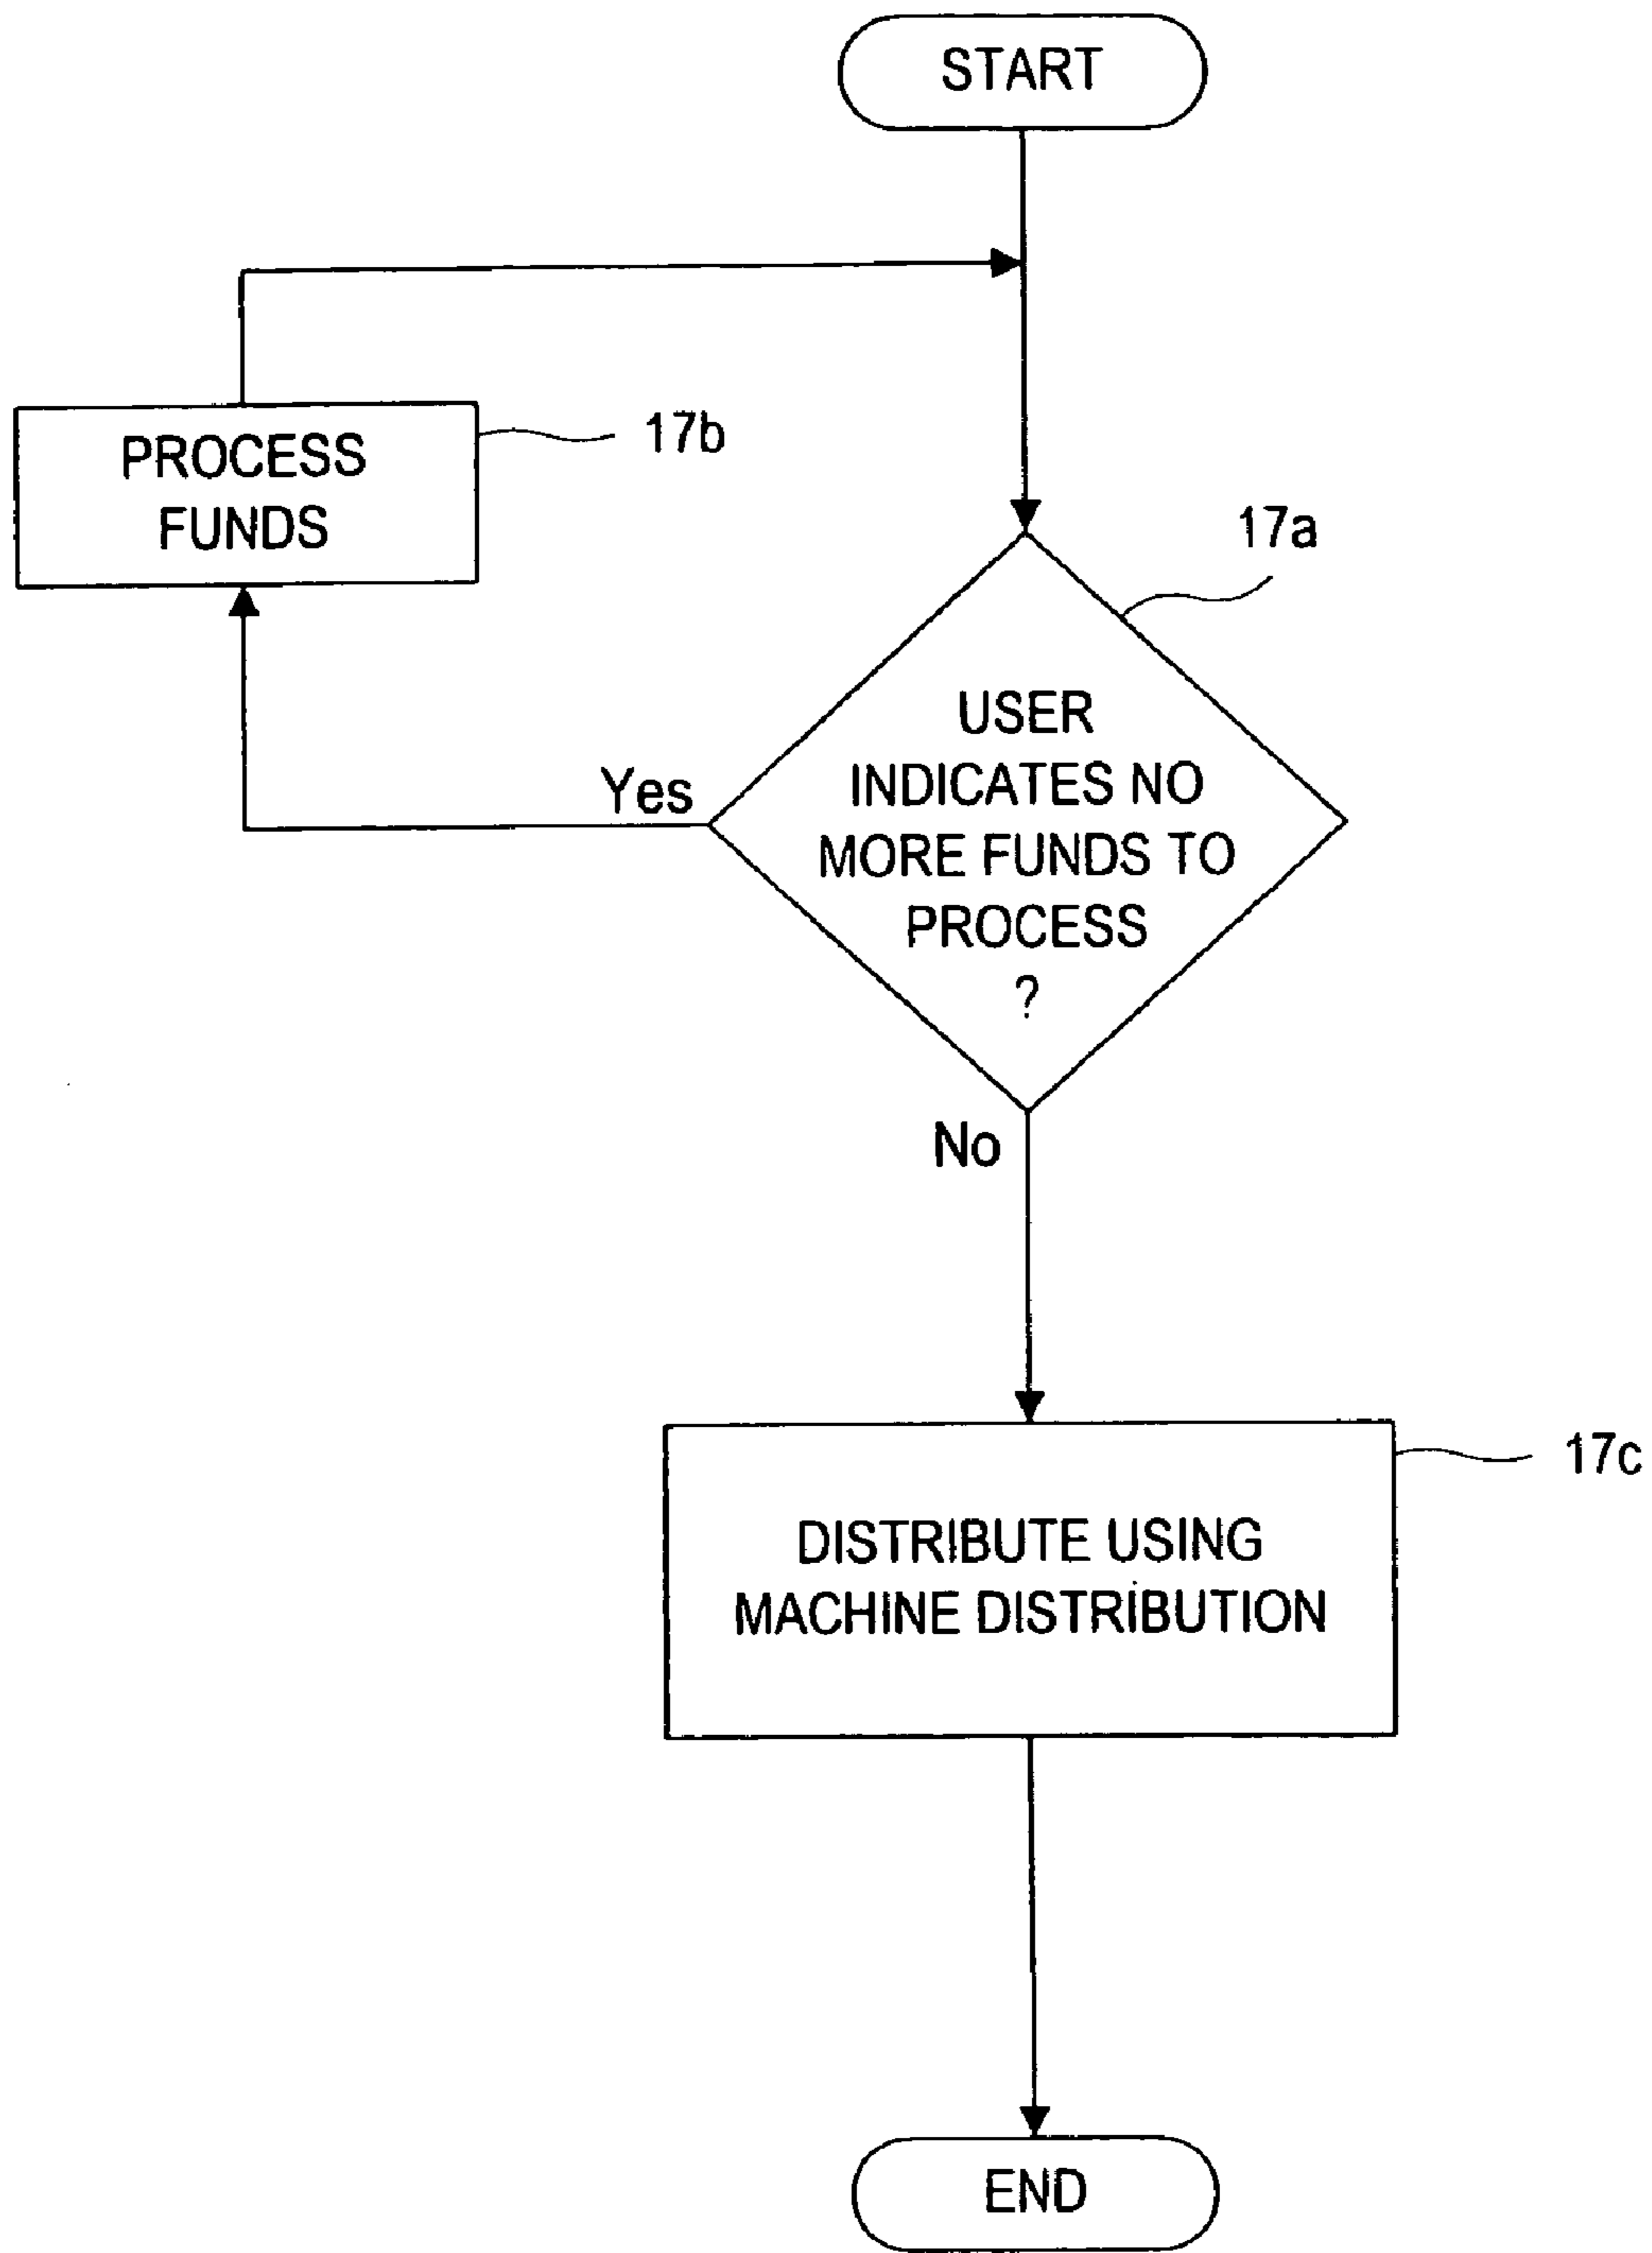 START
PROCESS
FUNDS
17b
17a
USER
INDICATES NO
MORE FUNDS TO
PROCESS
?
Yes
No
17c
DISTRIBUTE USING
MACHINE DISTRIBUTION
END